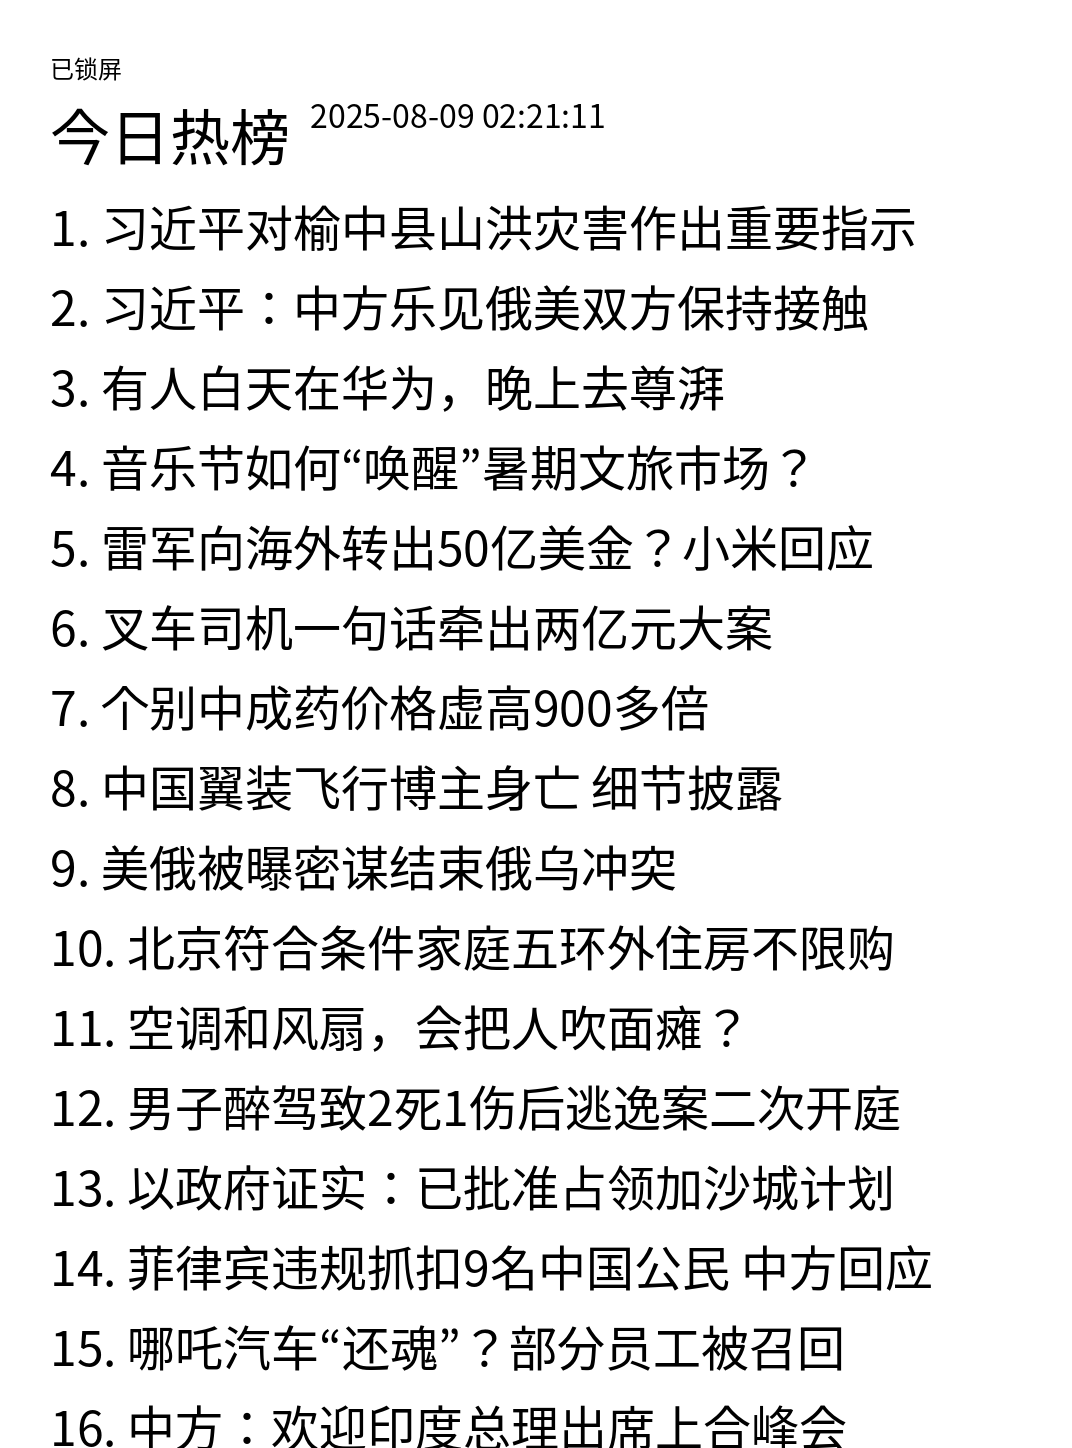 已锁屏
今日热榜 2025-08-09 02:21:11
1. 习近平对榆中县山洪灾害作出重要指示
2. 习近平：中方乐见俄美双方保持接触
3. 有人白天在华为，晚上去尊湃
4. 音乐节如何“唤醒”暑期文旅市场？
5. 雷军向海外转出50亿美金？小米回应
6. 叉车司机一句话牵出两亿元大案
7. 个别中成药价格虚高900多倍
8. 中国翼装飞行博主身亡 细节披露
9. 美俄被曝密谋结束俄乌冲突
10. 北京符合条件家庭五环外住房不限购
11. 空调和风扇，会把人吹面瘫？
12. 男子醉驾致2死1伤后逃逸案二次开庭
13. 以政府证实：已批准占领加沙城计划
14. 菲律宾违规抓扣9名中国公民 中方回应
15. 哪吒汽车“还魂”？部分员工被召回
16. 中方：欢迎印度总理出席上合峰会